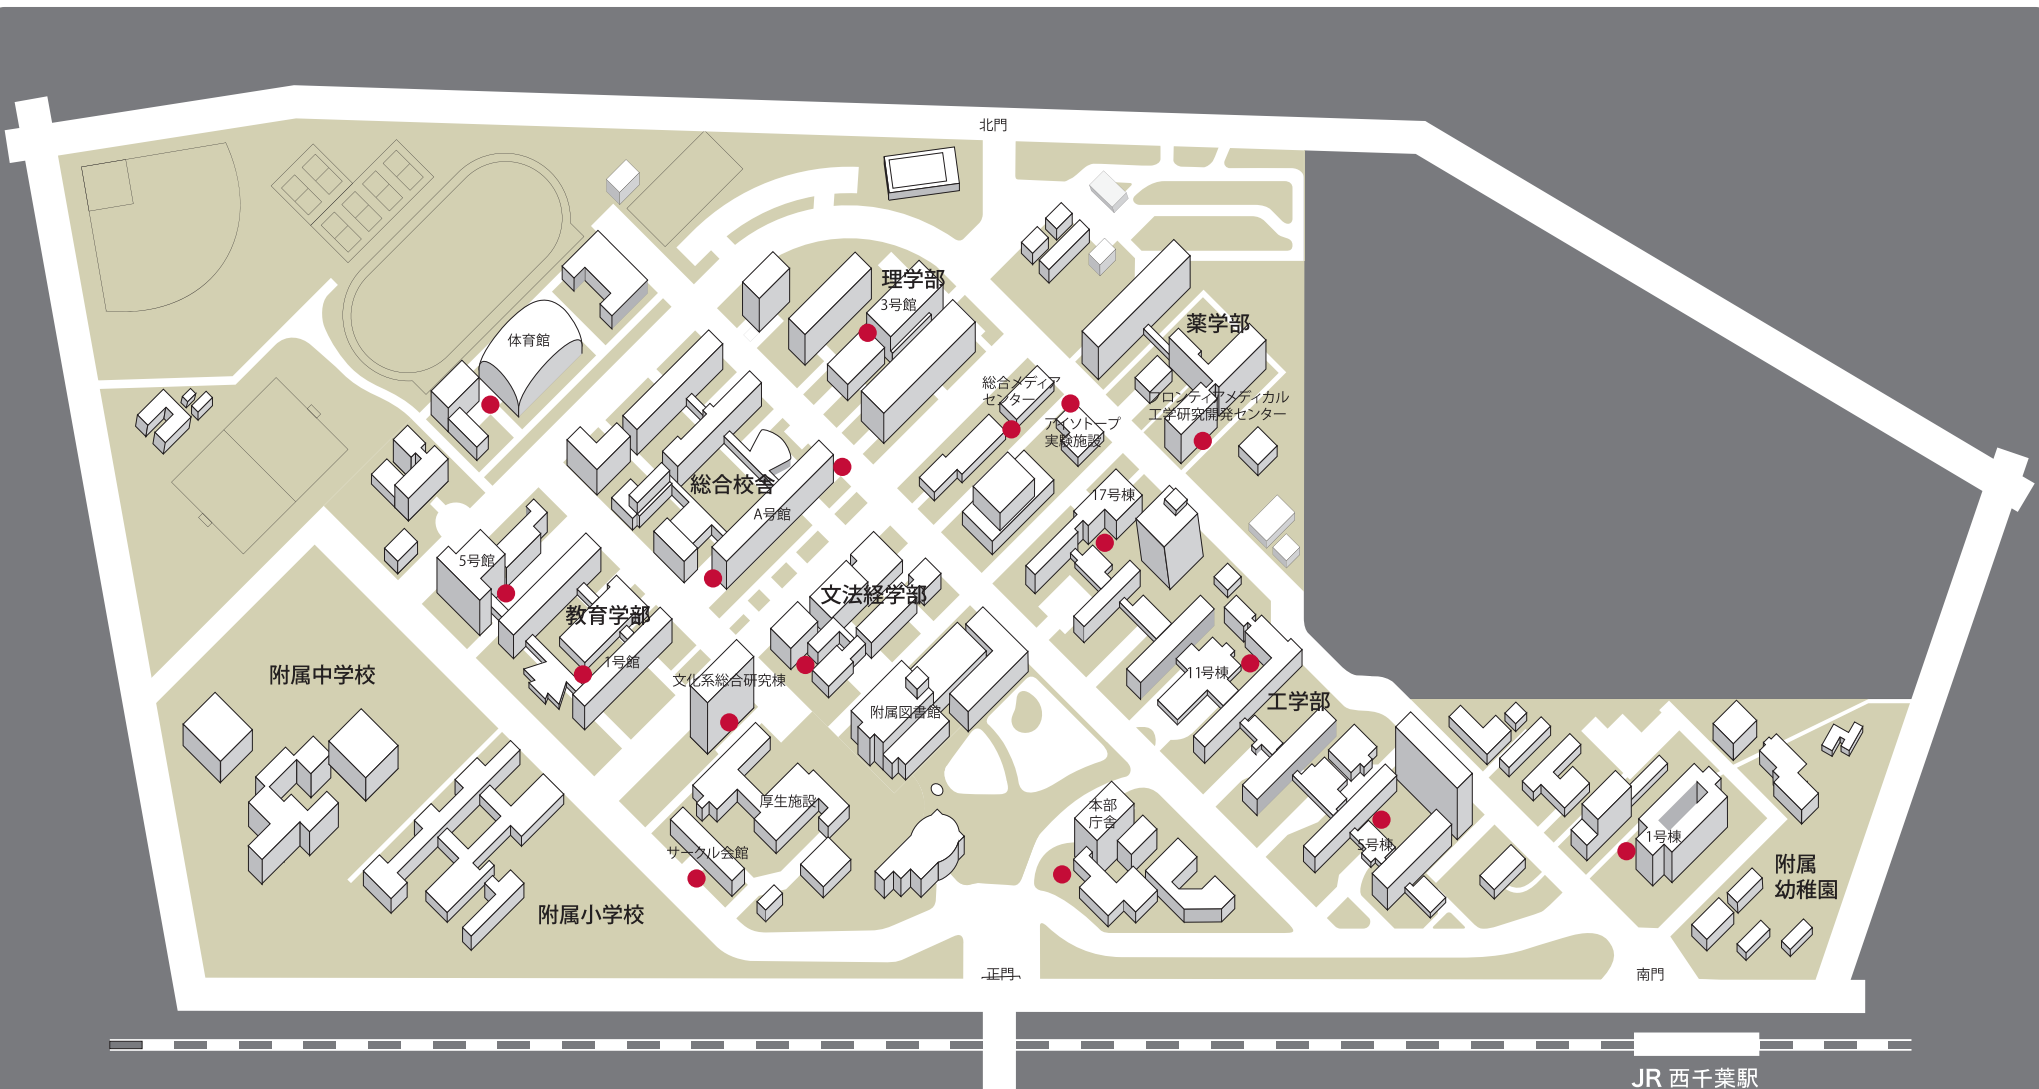 北門
理学部
3号館
体育館
薬学部
総合メディア
センター
フロンティアメディカル
工学研究開発センター
アイソトープ
実験施設
総合校舎
17号棟
A号館
5号館
文法経学部
教育学部
1号館
附属中学校
文化系総合研究棟
11号棟
工学部
附属図書館
厚生施設
本部
庁舎
1号棟
5号棟
サークル会館
附属
幼稚園
附属小学校
正門
南門
JR 西千葉駅